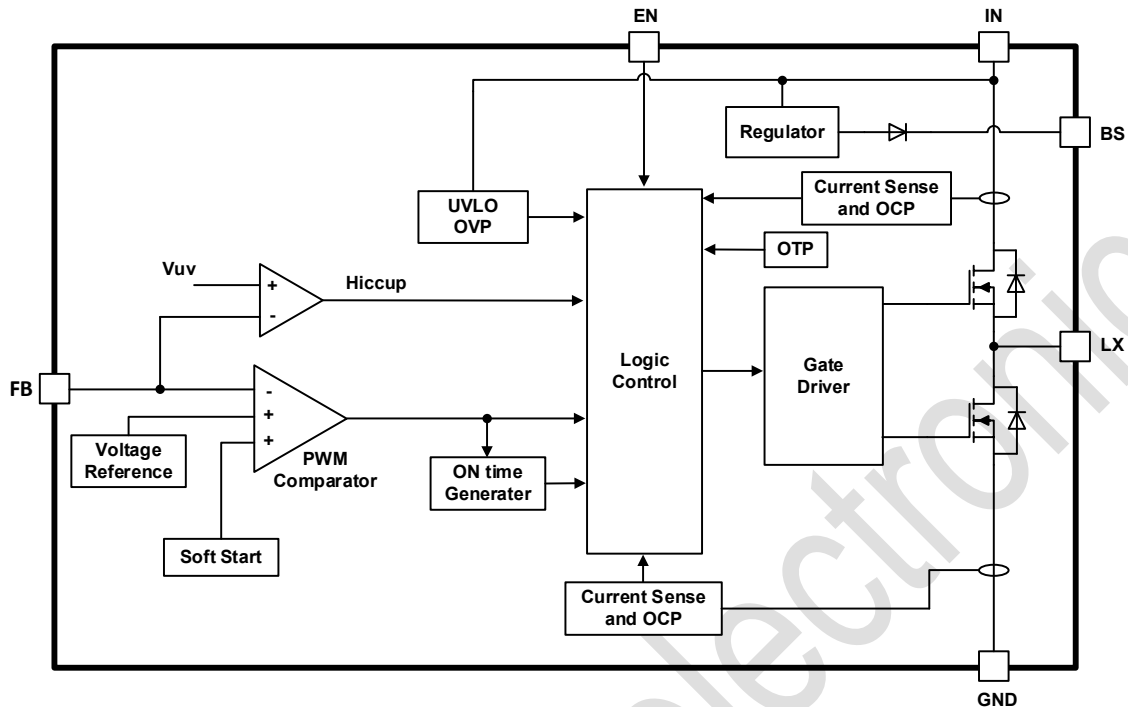 EN
IN
Regulator
BS
UVLO
OVP
Current Sense
and OCP
OTP
Vuv
+
-
Hiccup
Logic
Control
Gate
Driver
LX
FB
-
+
+
Voltage
Reference
PWM
Comparator
ON time
Generater
Soft Start
Current Sense
and OCP
GND
electronic